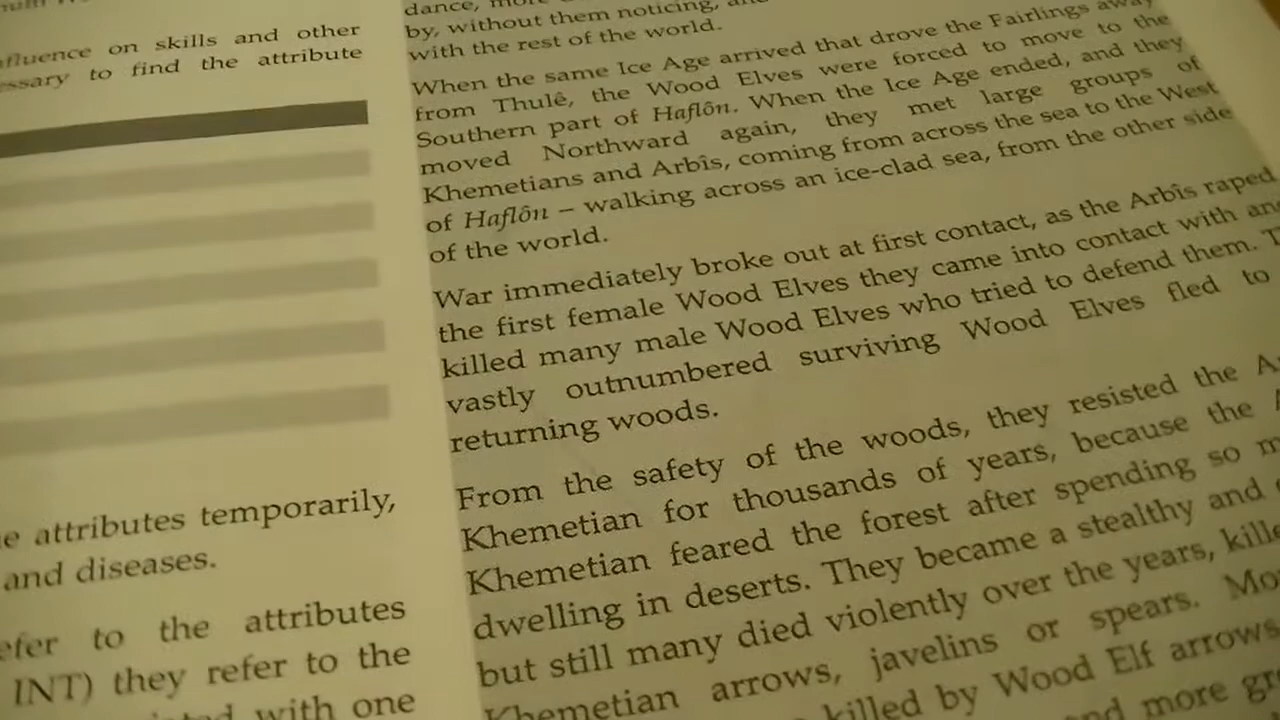 influence on skills and other
to find the attribute
attributes temporarily,
and diseases.
to the attributes
INT) they refer to the
with one
by, without them noticing,
with the rest of the world.
When the same Ice Age arrived that drove the Fairlings away
from Thulê, the Wood Elves were forced to move to the
Southern part of Haflôn. When the Ice Age ended, and they
moved Northward again, they met large groups of
Khemetians and Arbîs, coming from across the sea to the West
of Haflôn – walking across an ice-clad sea, from the other side
of the world.
War immediately broke out at first contact, as the Arbîs raped
the first female Wood Elves they came into contact with and
killed many male Wood Elves who tried to defend them.
vastly outnumbered surviving Wood Elves fled to
returning woods.
From the safety of the woods, they resisted the
Khemetian for thousands of years, because the
Khemetian feared the forest after spending so
dwelling in deserts. They became a stealthy and
but still many died violently over the years,
Khemetian arrows, javelins or spears.
killed by Wood Elf arrows
and more